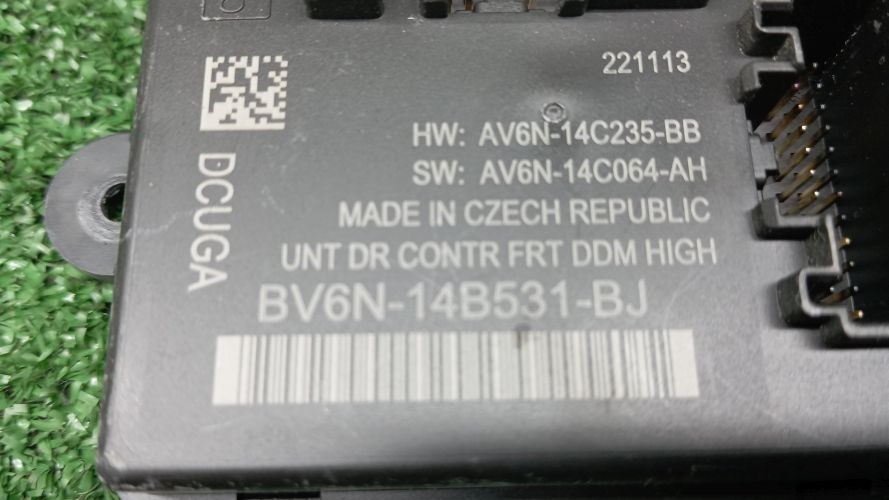 221113
HW: AV6N-14C235-BB
SW: AV6N-14C064-AH
MADE IN CZECH REPUBLIC
UNT DR CONTR FRT DDM HIGH
BV6N-14B531-BJ
DCUGA